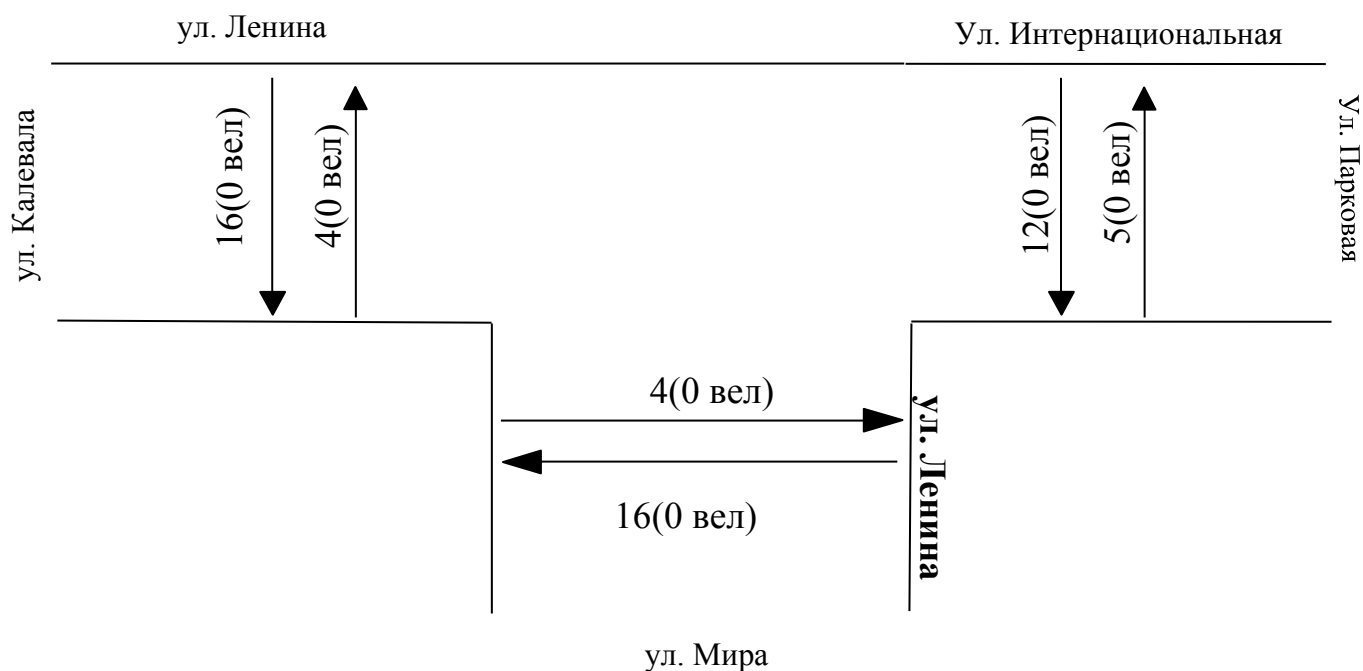 ул. Ленина
Ул. Интернациональная
ул. Калевала
16(0 вел)
4(0 вел)
12(0 вел)
5(0 вел)
Ул. Парковая
4(0 вел)
16(0 вел)
ул. Ленина
ул. Мира